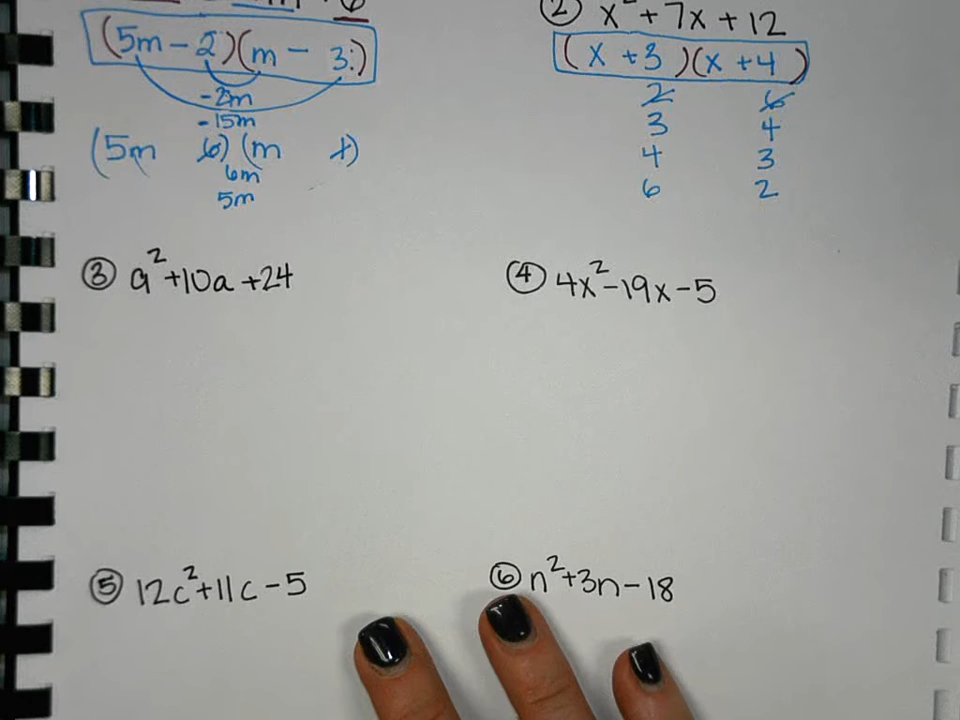 (5m - 2)(m - 3)
-2m
-15m
(5m 6)(m 1)
6m
5m
② x² + 7x + 12
(x + 3)(x + 4)
2 6
3 4
4 3
6 2
③ a² + 10a + 24
④ 4x² - 19x - 5
⑤ 12c² + 11c - 5
⑥ n² + 3n - 18